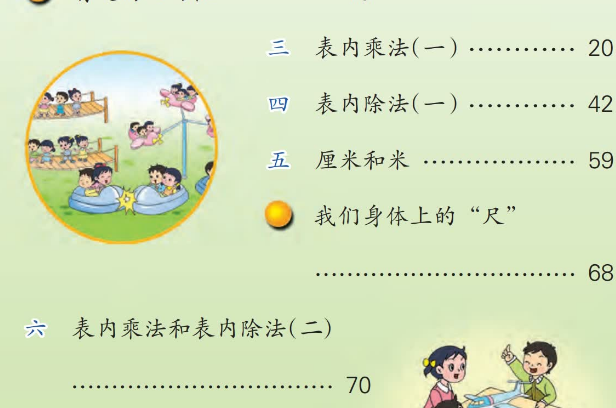 三 表内乘法(一) ………… 20
四 表内除法(一) ………… 42
五 厘米和米 ……………… 59
我们身体上的“尺”
…………………………… 68
六 表内乘法和表内除法(二)
…………………………… 70